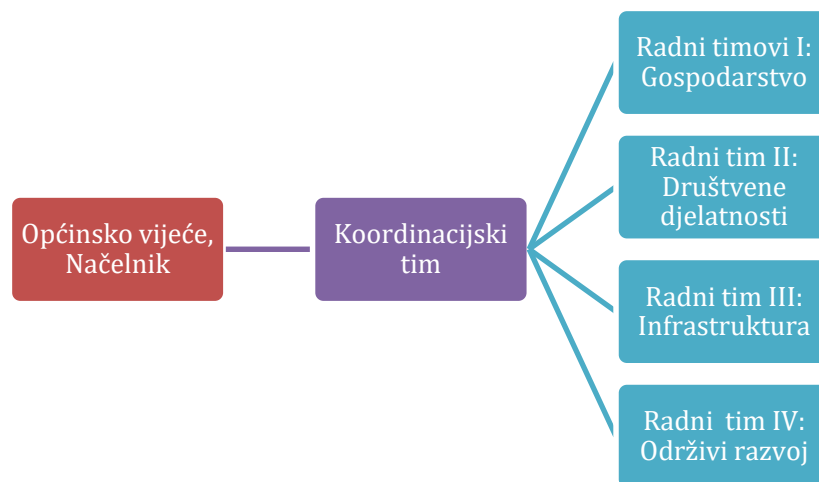 Općinsko vijeće,
Načelnik
Koordinacijski
tim
Radni timovi I:
Gospodarstvo
Radni tim II:
Društvene
djelatnosti
Radni tim III:
Infrastruktura
Radni  tim IV:
Održivi razvoj